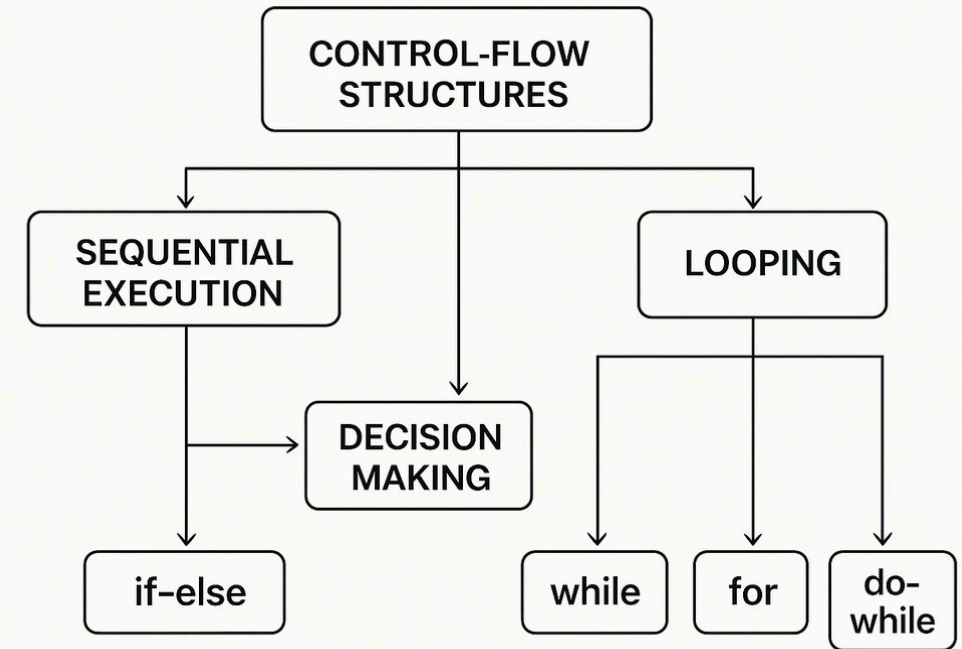 CONTROL-FLOW
STRUCTURES
SEQUENTIAL
EXECUTION
LOOPING
DECISION
MAKING
if-else
while
for
do-
while